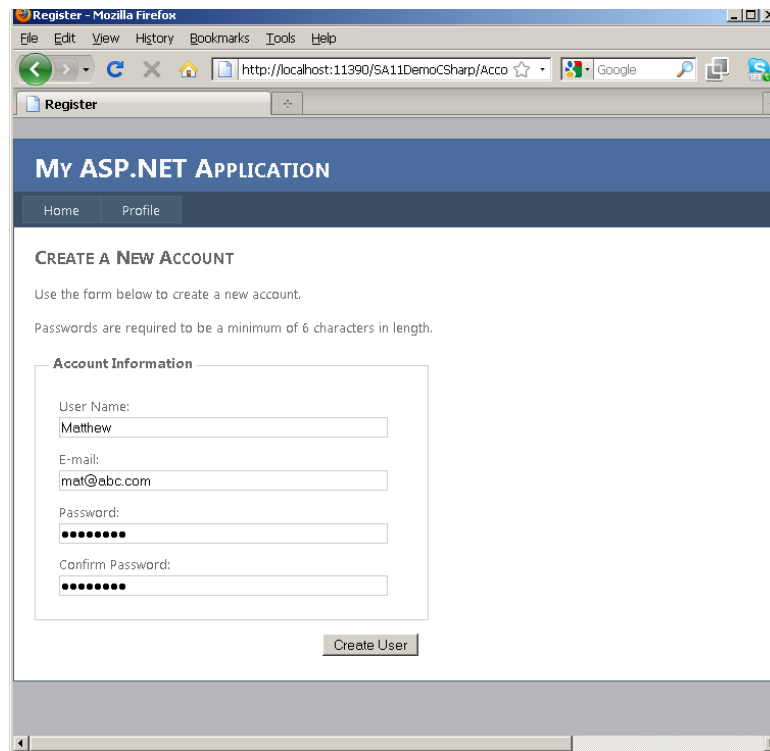 Register - Mozilla Firefox
File Edit View History Bookmarks Tools Help
http://localhost:11390/SA11DemoCSharp/Acco Google
Register
MY ASP.NET APPLICATION
Home Profile
CREATE A NEW ACCOUNT
Use the form below to create a new account.
Passwords are required to be a minimum of 6 characters in length.
Account Information
User Name:
Matthew
E-mail:
mat@abc.com
Password:
••••••••
Confirm Password:
••••••••
Create User